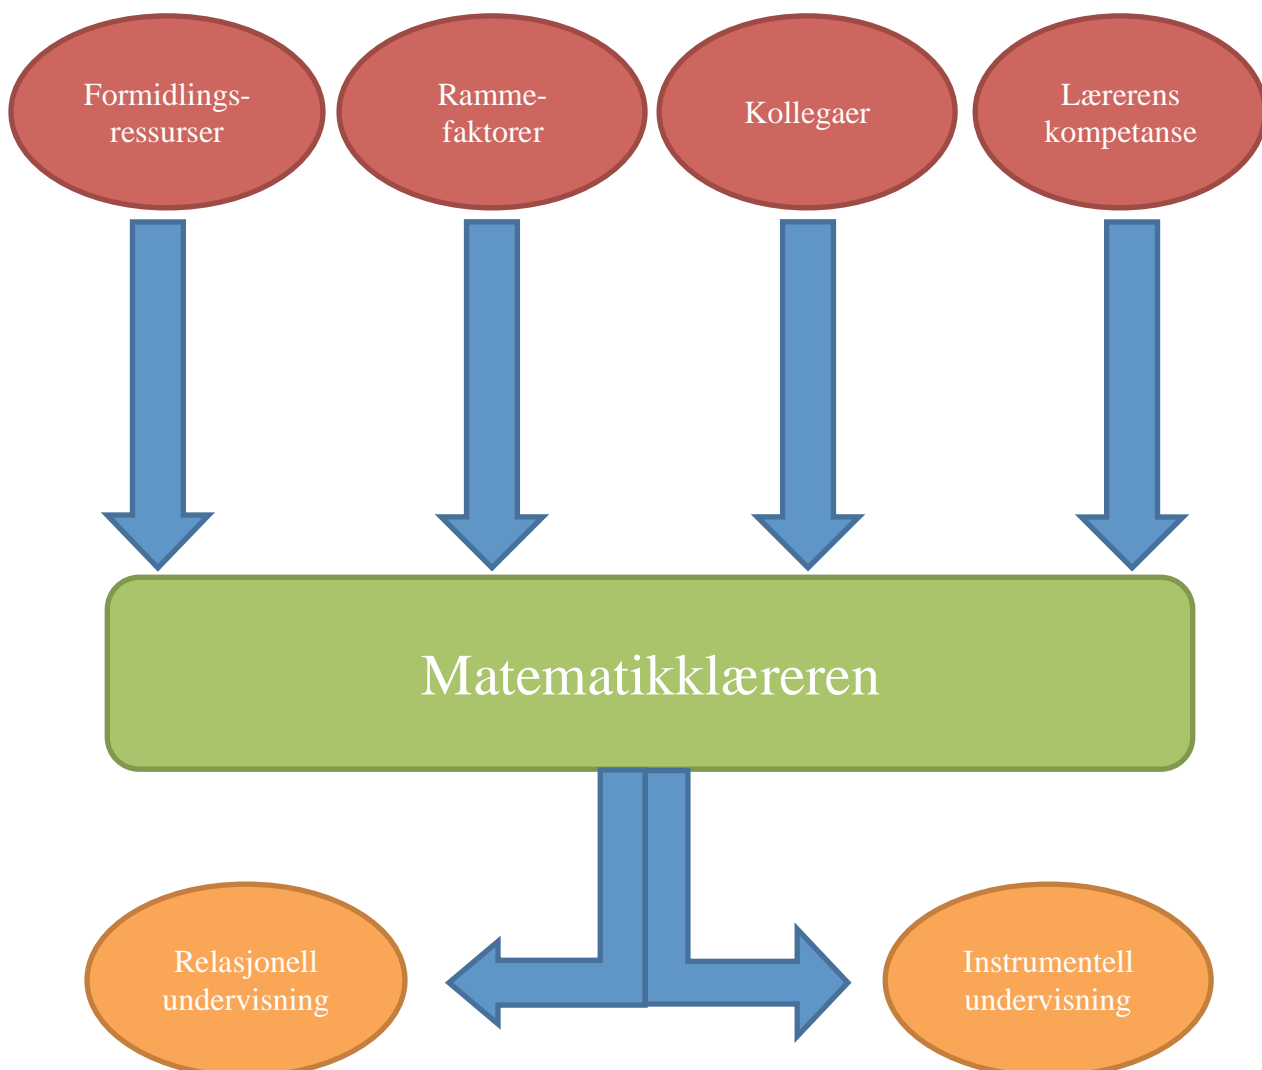 Formidlings-
ressurser
Ramme-
faktorer
Kollegaer
Lærerens
kompetanse
Matematikklæreren
Relasjonell
undervisning
Instrumentell
undervisning